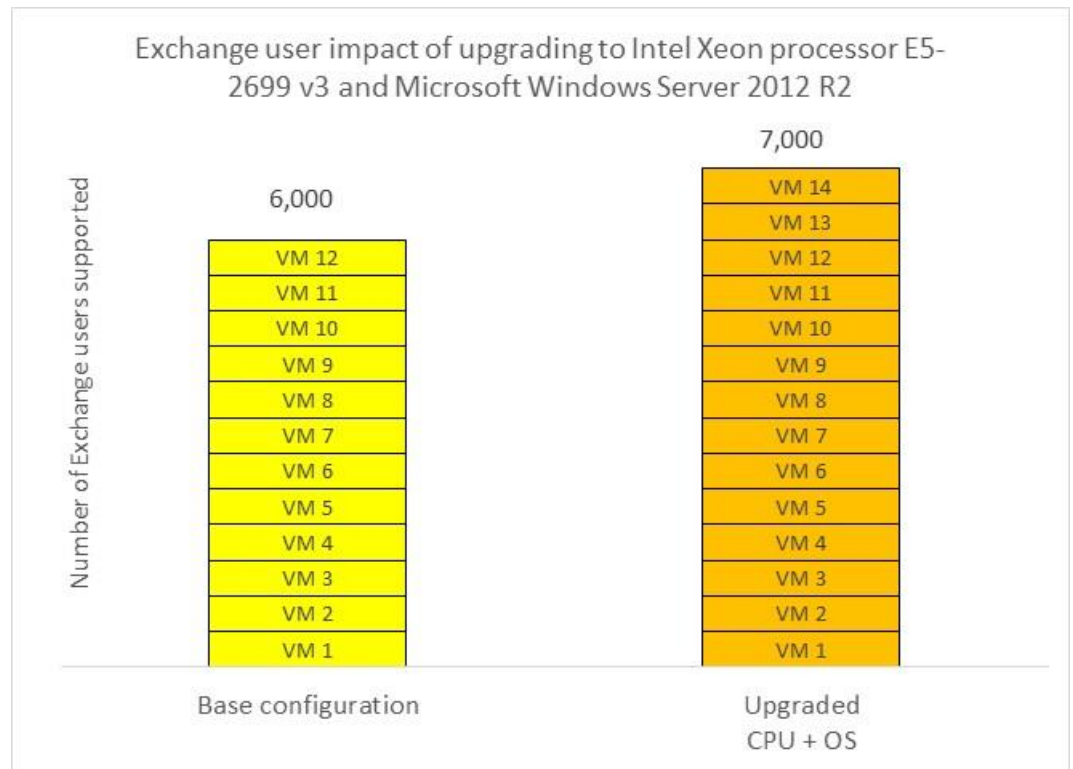 Exchange user impact of upgrading to Intel Xeon processor E5-
2699 v3 and Microsoft Windows Server 2012 R2
Number of Exchange users supported
6,000
VM 12
VM 11
VM 10
VM 9
VM 8
VM 7
VM 6
VM 5
VM 4
VM 3
VM 2
VM 1
Base configuration
7,000
VM 14
VM 13
VM 12
VM 11
VM 10
VM 9
VM 8
VM 7
VM 6
VM 5
VM 4
VM 3
VM 2
VM 1
Upgraded
CPU + OS